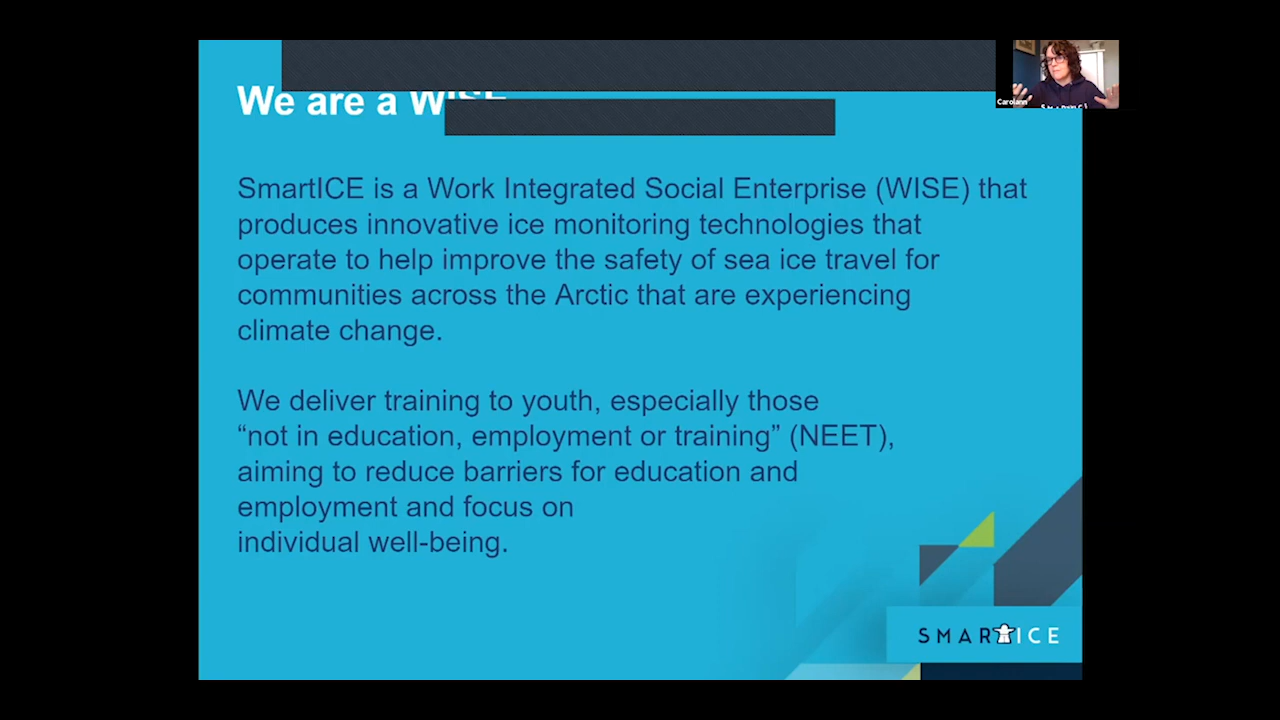 We are a WISE
Carolann
SmartICE is a Work Integrated Social Enterprise (WISE) that
produces innovative ice monitoring technologies that
operate to help improve the safety of sea ice travel for
communities across the Arctic that are experiencing
climate change.
We deliver training to youth, especially those
“not in education, employment or training” (NEET),
aiming to reduce barriers for education and
employment and focus on
individual well-being.
SMARTICE